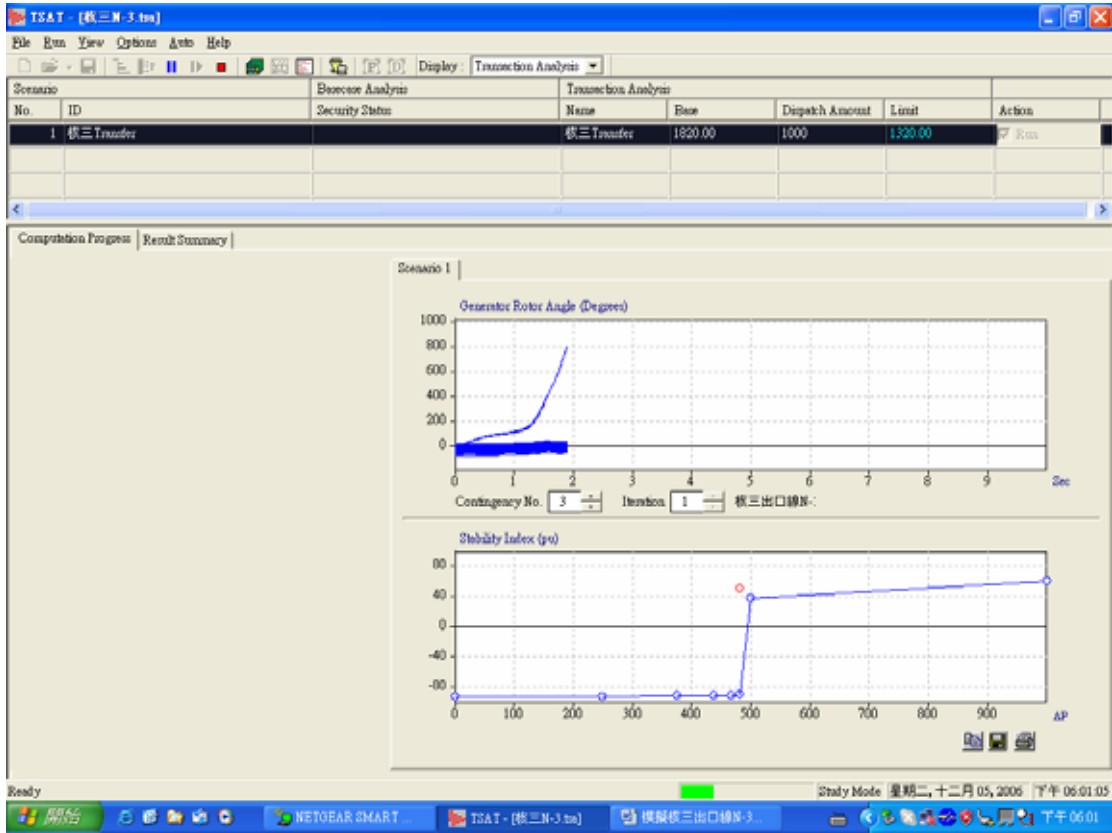 TSAT - [核三N-3.tsa]
File Run View Options Auto Help
Display: Transection Analysis
Scenario Basecase Analysis Transection Analysis
No. ID Security Status Name Base Dispatch Amount Limit Action
1 核三Transfer 核三Transfer 1820.00 1000 1320.00 Run
Computation Progress Result Summary
Scenario 1
Generator Rotor Angle (Degrees)
1000
800
600
400
200
0
0 1 2 3 4 5 6 7 8 9 Sec
Contingency No. 3 Iteration 1 核三出口線N-
Stability Index (pu)
80
40
0
-40
-80
0 100 200 300 400 500 600 700 800 900 ΔP
Ready Study Mode 星期二, 十二月 05, 2006 下午 06:01:05
開始 NETGEAR SMART ... TSAT - [核三N-3.tsa] 模擬核三出口線N-3... 下午 06:01